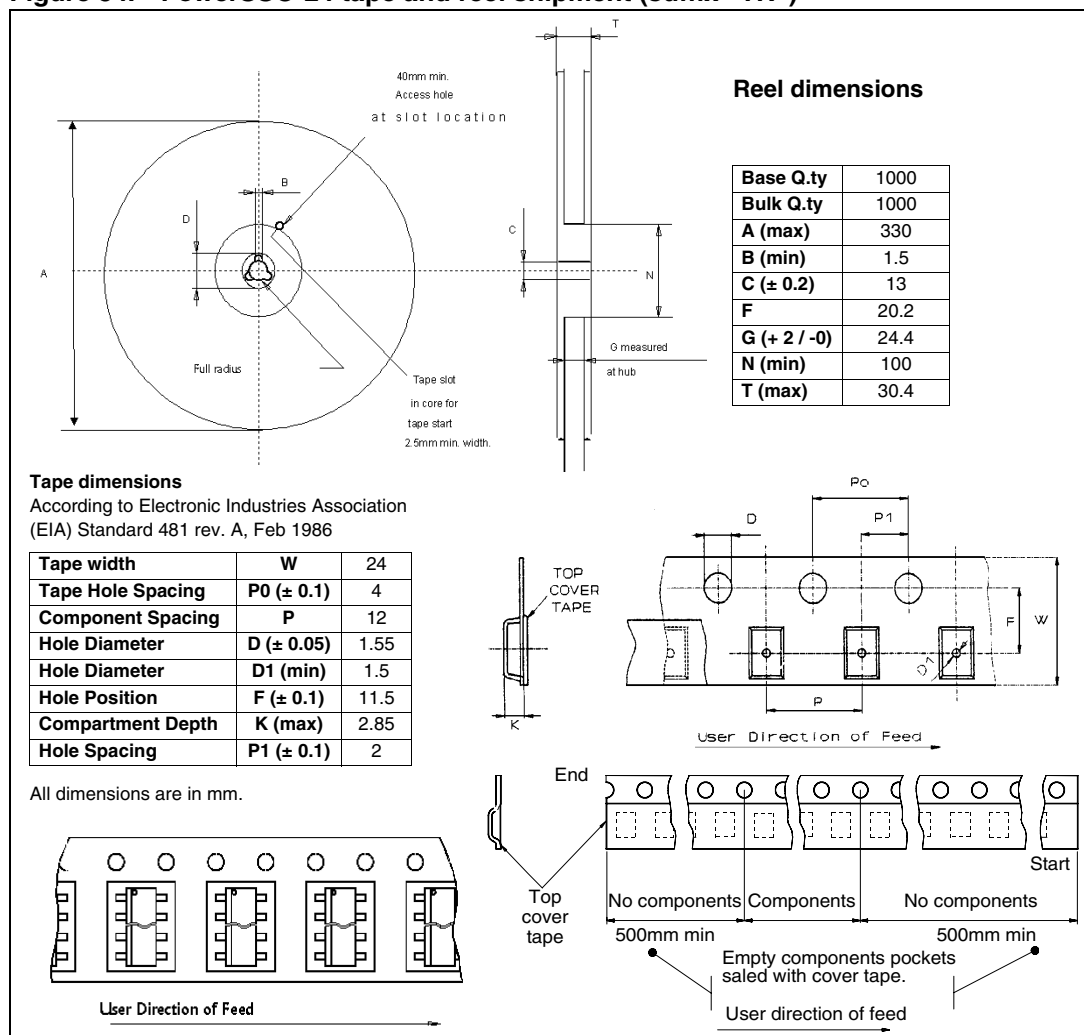 T
40mm min.
Access hole
at slot location
B
D
A
Full radius
Tape slot
in core for
tape start
2.5mm min. width.
C
N
G measured
at hub
Reel dimensions
Base Q.ty 1000
Bulk Q.ty 1000
A (max) 330
B (min) 1.5
C (± 0.2) 13
F 20.2
G (+ 2 / -0) 24.4
N (min) 100
T (max) 30.4
Tape dimensions
According to Electronic Industries Association
(EIA) Standard 481 rev. A, Feb 1986
Tape width W 24
Tape Hole Spacing P0 (± 0.1) 4
Component Spacing P 12
Hole Diameter D (± 0.05) 1.55
Hole Diameter D1 (min) 1.5
Hole Position F (± 0.1) 11.5
Compartment Depth K (max) 2.85
Hole Spacing P1 (± 0.1) 2
All dimensions are in mm.
TOP
COVER
TAPE
K
Po
D
P1
F
W
D1
P
User Direction of Feed
End
Start
Top
cover
tape
No components
Components
No components
500mm min
500mm min
Empty components pockets
saled with cover tape.
User direction of feed
User Direction of Feed